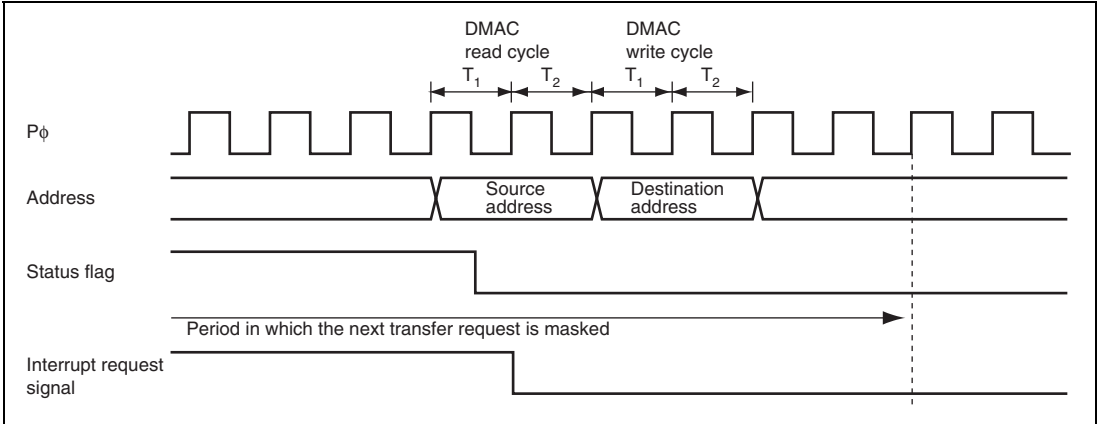 DMAC
read cycle
DMAC
write cycle
T1 T2 T1 T2
Pφ
Address
Source
address
Destination
address
Status flag
Period in which the next transfer request is masked
Interrupt request
signal